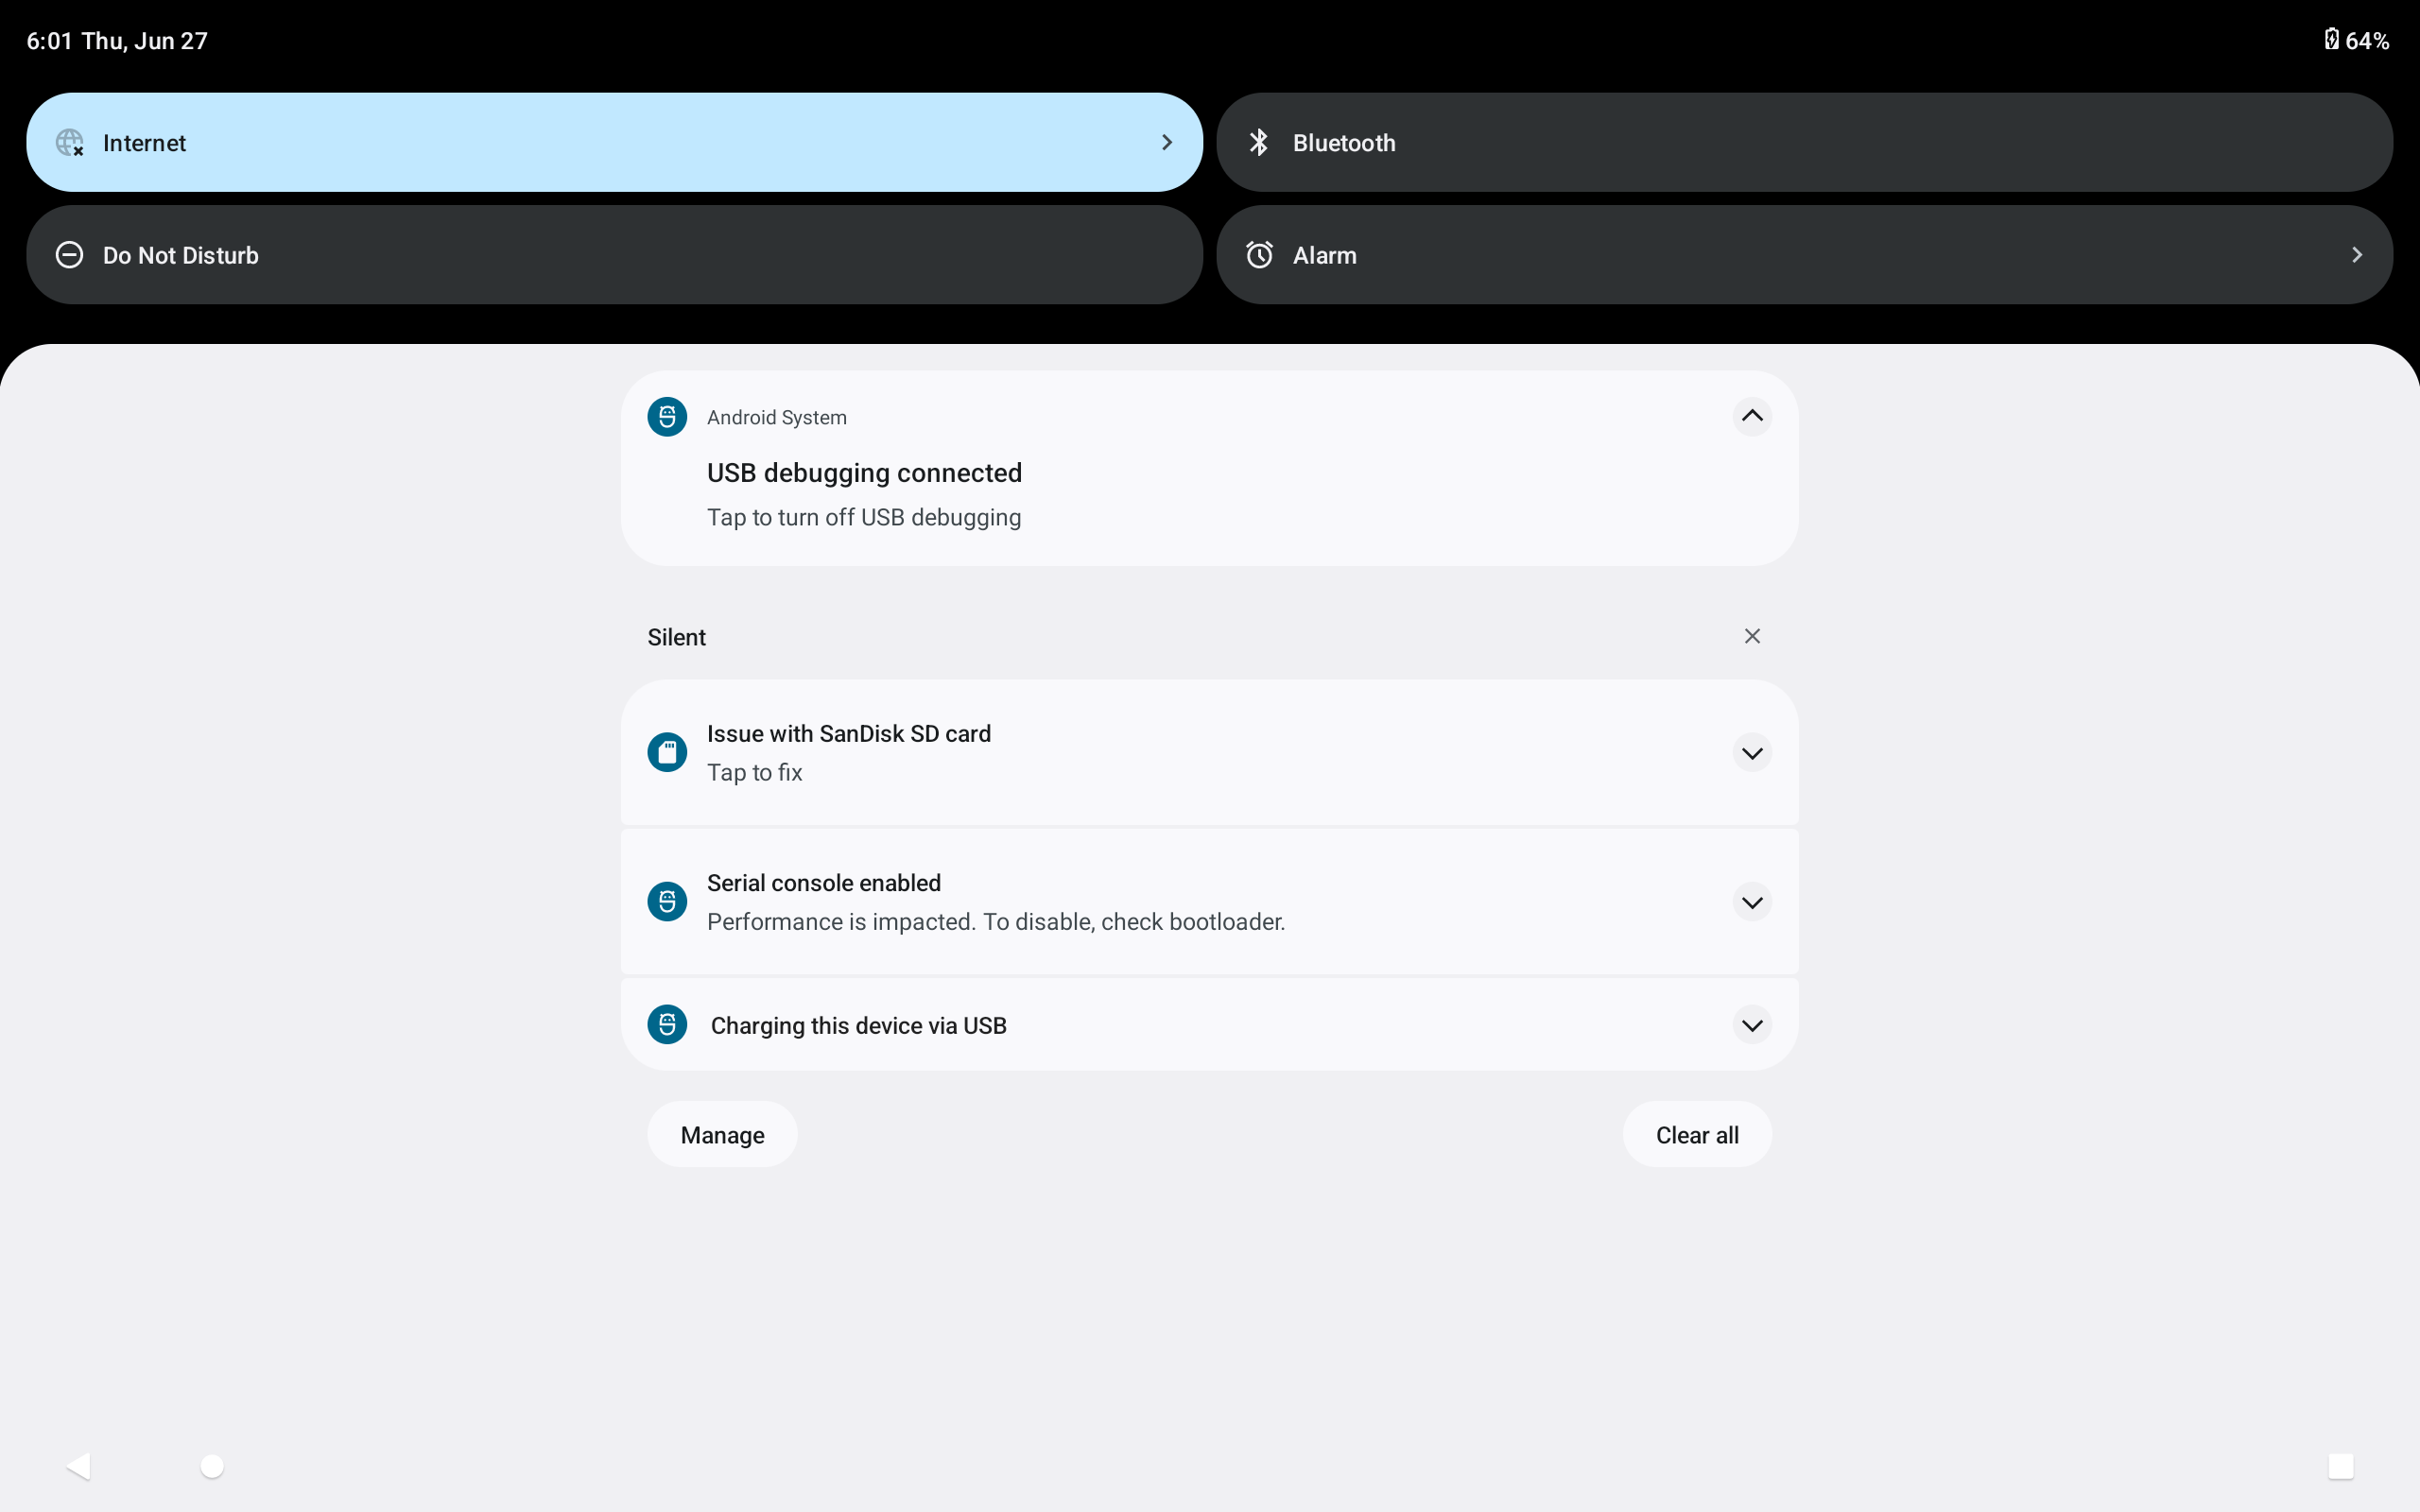 6:01 Thu, Jun 27
64%
Internet
Bluetooth
Do Not Disturb
Alarm
Android System
USB debugging connected
Tap to turn off USB debugging
Silent
Issue with SanDisk SD card
Tap to fix
Serial console enabled
Performance is impacted. To disable, check bootloader.
Charging this device via USB
Manage
Clear all